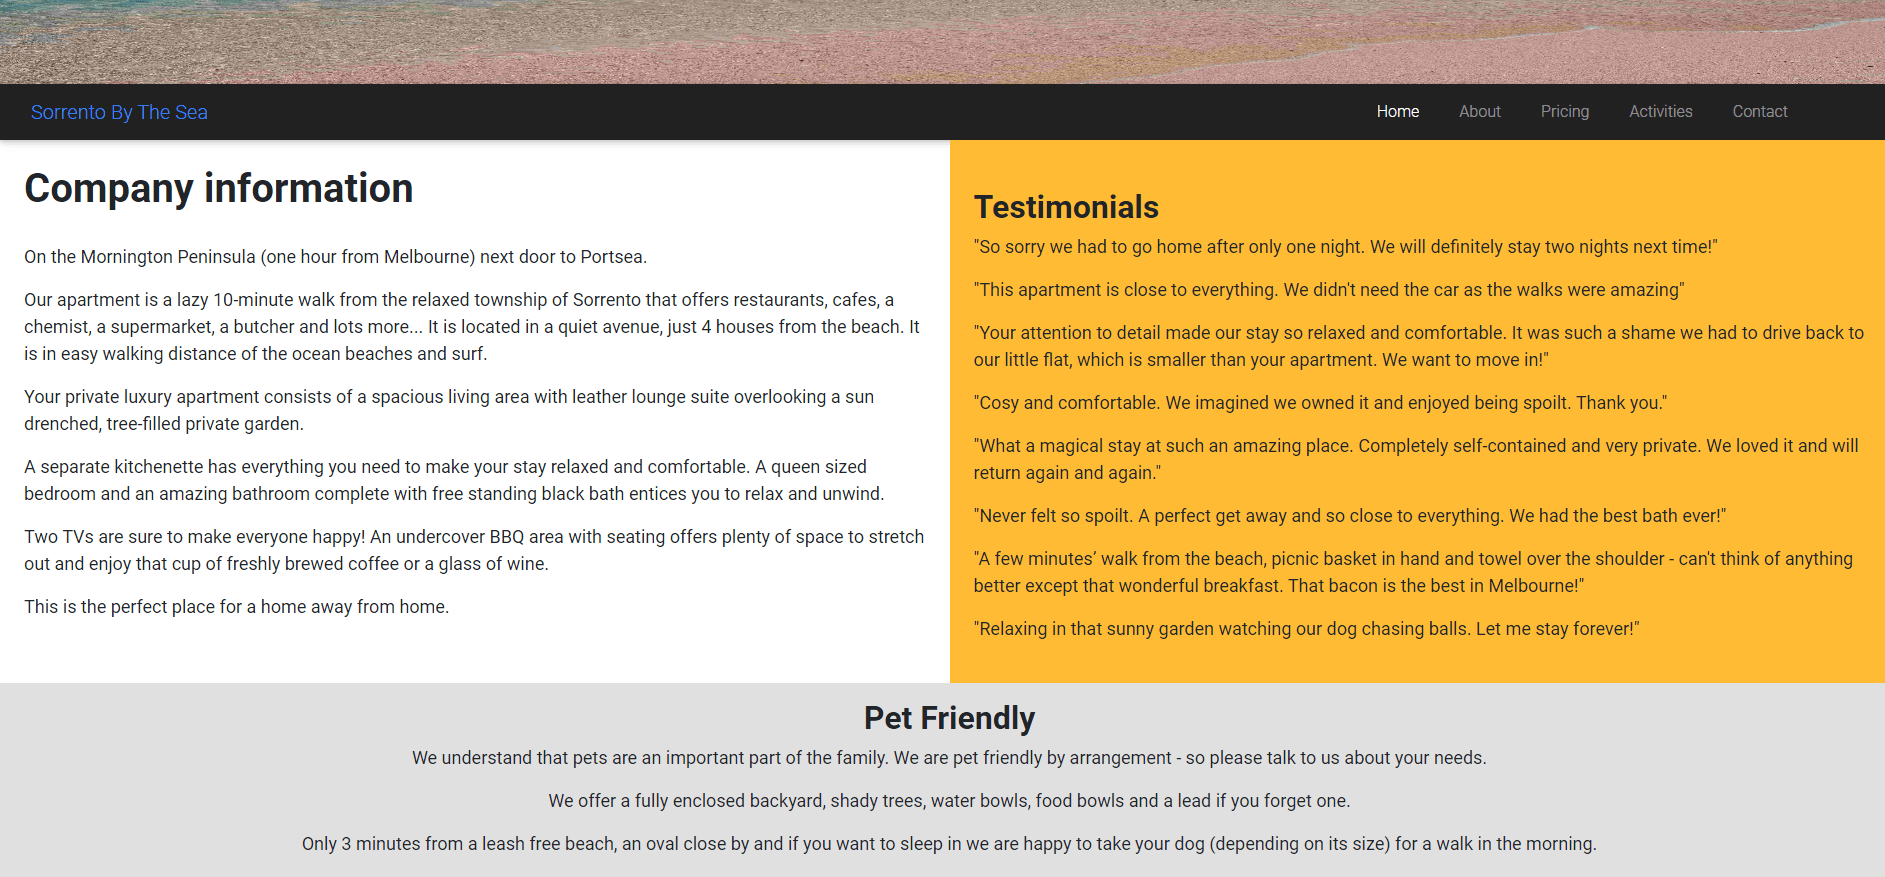 Sorrento By The Sea
Home About Pricing Activities Contact
Company information
On the Mornington Peninsula (one hour from Melbourne) next door to Portsea.
Our apartment is a lazy 10-minute walk from the relaxed township of Sorrento that offers restaurants, cafes, a
chemist, a supermarket, a butcher and lots more... It is located in a quiet avenue, just 4 houses from the beach. It
is in easy walking distance of the ocean beaches and surf.
Your private luxury apartment consists of a spacious living area with leather lounge suite overlooking a sun
drenched, tree-filled private garden.
A separate kitchenette has everything you need to make your stay relaxed and comfortable. A queen sized
bedroom and an amazing bathroom complete with free standing black bath entices you to relax and unwind.
Two TVs are sure to make everyone happy! An undercover BBQ area with seating offers plenty of space to stretch
out and enjoy that cup of freshly brewed coffee or a glass of wine.
This is the perfect place for a home away from home.
Testimonials
"So sorry we had to go home after only one night. We will definitely stay two nights next time!"
"This apartment is close to everything. We didn't need the car as the walks were amazing"
"Your attention to detail made our stay so relaxed and comfortable. It was such a shame we had to drive back to
our little flat, which is smaller than your apartment. We want to move in!"
"Cosy and comfortable. We imagined we owned it and enjoyed being spoilt. Thank you."
"What a magical stay at such an amazing place. Completely self-contained and very private. We loved it and will
return again and again."
"Never felt so spoilt. A perfect get away and so close to everything. We had the best bath ever!"
"A few minutes’ walk from the beach, picnic basket in hand and towel over the shoulder - can't think of anything
better except that wonderful breakfast. That bacon is the best in Melbourne!"
"Relaxing in that sunny garden watching our dog chasing balls. Let me stay forever!"
Pet Friendly
We understand that pets are an important part of the family. We are pet friendly by arrangement - so please talk to us about your needs.
We offer a fully enclosed backyard, shady trees, water bowls, food bowls and a lead if you forget one.
Only 3 minutes from a leash free beach, an oval close by and if you want to sleep in we are happy to take your dog (depending on its size) for a walk in the morning.